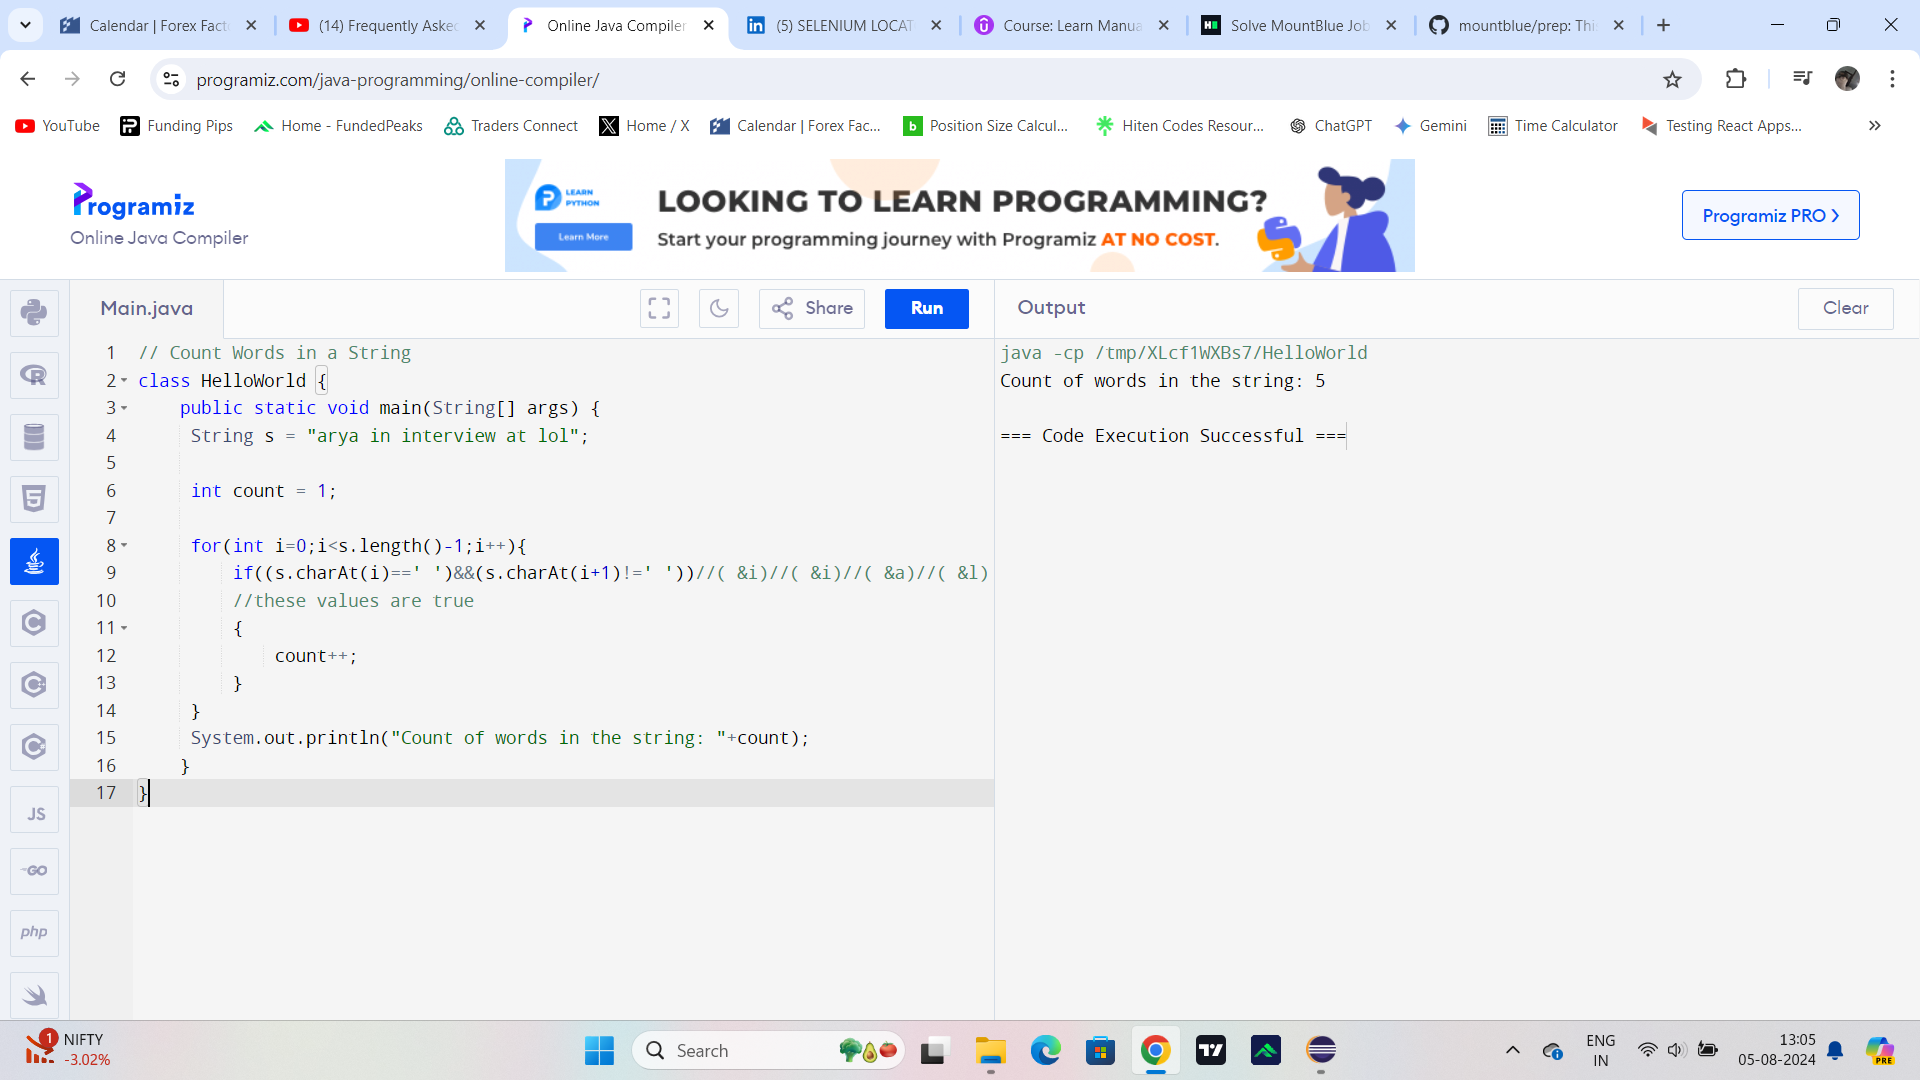 Calendar | Forex Facto
(14) Frequently Asked
Online Java Compiler
(5) SELENIUM LOCAT
Course: Learn Manua
Solve MountBlue Job
mountblue/prep: Thi
programiz.com/java-programming/online-compiler/
YouTube
Funding Pips
Home - FundedPeaks
Traders Connect
Home / X
Calendar | Forex Fac...
Position Size Calcul...
Hiten Codes Resour...
ChatGPT
Gemini
Time Calculator
Testing React Apps...
Programiz
Online Java Compiler
LEARN
PYTHON
Learn More
LOOKING TO LEARN PROGRAMMING?
Start your programming journey with Programiz AT NO COST.
Programiz PRO
Main.java
Share
Run
Output
Clear
1 // Count Words in a String
2 class HelloWorld {
3 public static void main(String[] args) {
4 String s = "arya in interview at lol";
5
6 int count = 1;
7
8 for(int i=0;i<s.length()-1;i++){
9 if((s.charAt(i)==' ')&&(s.charAt(i+1)!=' '))//( &i)//( &i)//( &a)//( &l)
10 //these values are true
11 {
12 count++;
13 }
14 }
15 System.out.println("Count of words in the string: "+count);
16 }
17 }
java -cp /tmp/XLcf1WXBs7/HelloWorld
Count of words in the string: 5
=== Code Execution Successful ===
JS
GO
php
1
NIFTY
-3.02%
Search
ENG
IN
13:05
05-08-2024
PRE